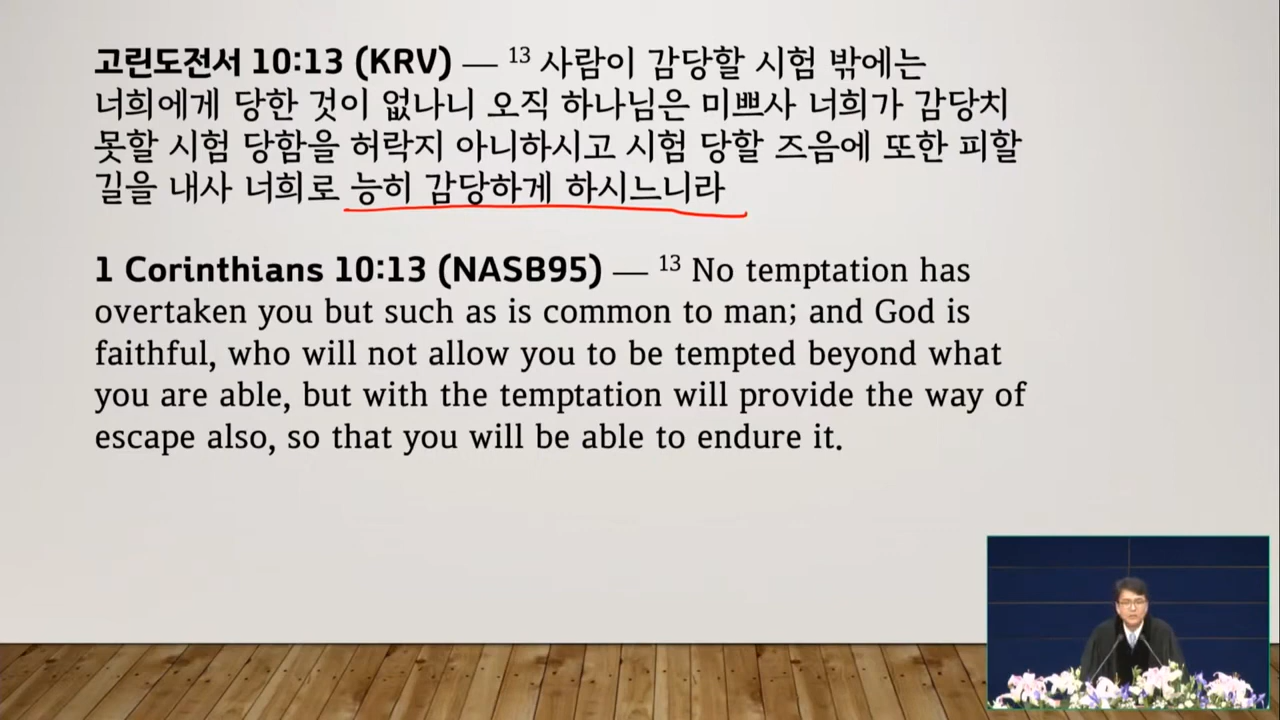 고린도전서 10:13 (KRV) — 13 사람이 감당할 시험 밖에는
너희에게 당한 것이 없나니 오직 하나님은 미쁘사 너희가 감당치
못할 시험 당함을 허락지 아니하시고 시험 당할 즈음에 또한 피할
길을 내사 너희로 능히 감당하게 하시느니라
1 Corinthians 10:13 (NASB95) — 13 No temptation has
overtaken you but such as is common to man; and God is
faithful, who will not allow you to be tempted beyond what
you are able, but with the temptation will provide the way of
escape also, so that you will be able to endure it.